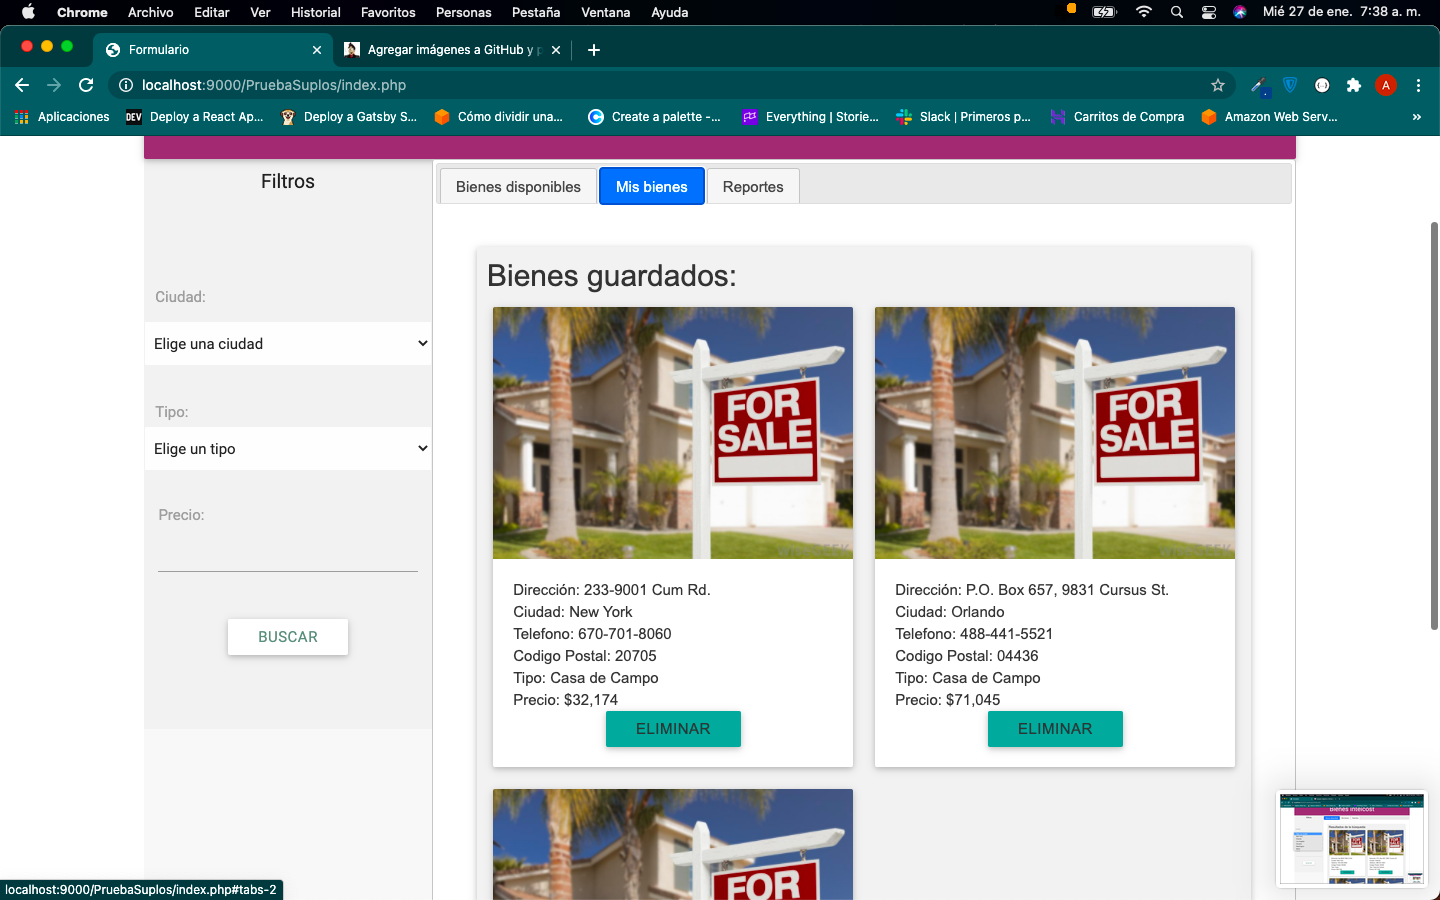 Chrome Archivo Editar Ver Historial Favoritos Personas Pestaña Ventana Ayuda Mié 27 de ene. 7:38 a. m.
Formulario
Agregar imágenes a GitHub y p
localhost:9000/PruebaSuplos/index.php
A
Aplicaciones
DEV Deploy a React Ap...
Deploy a Gatsby S...
Cómo dividir una...
Create a palette -...
Everything | Storie...
Slack | Primeros p...
Carritos de Compra
Amazon Web Serv...
»
Filtros
Bienes disponibles
Mis bienes
Reportes
Ciudad:
Elige una ciudad
Tipo:
Elige un tipo
Precio:
BUSCAR
Bienes guardados:
FOR
SALE
Dirección: 233-9001 Cum Rd.
Ciudad: New York
Telefono: 670-701-8060
Codigo Postal: 20705
Tipo: Casa de Campo
Precio: $32,174
ELIMINAR
FOR
SALE
Dirección: P.O. Box 657, 9831 Cursus St.
Ciudad: Orlando
Telefono: 488-441-5521
Codigo Postal: 04436
Tipo: Casa de Campo
Precio: $71,045
ELIMINAR
FOR
localhost:9000/PruebaSuplos/index.php#tabs-2
Bienes Intelcost